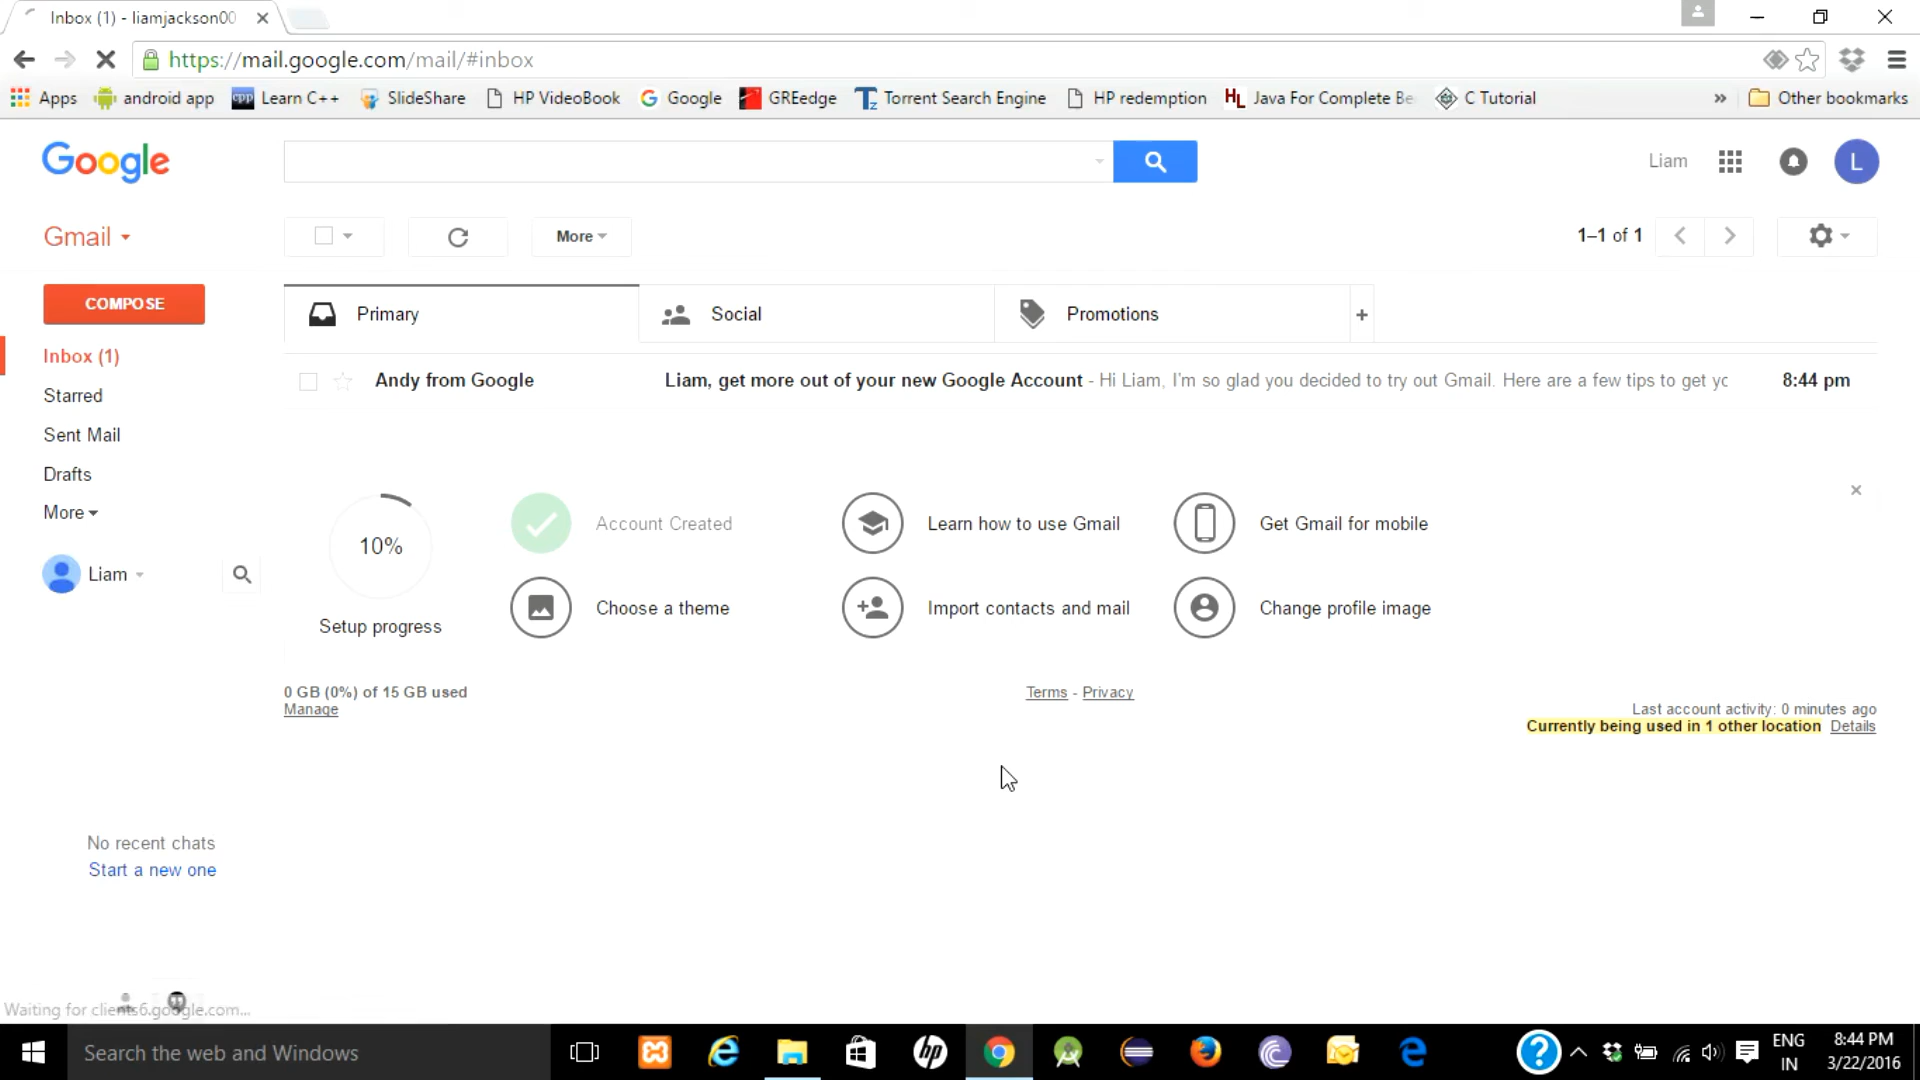 Inbox (1) - liamjackson00
https://mail.google.com/mail/#inbox
Apps android app Learn C++ SlideShare HP VideoBook Google GREedge Torrent Search Engine HP redemption Java For Complete Be C Tutorial » Other bookmarks
Google
Liam
L
Gmail
More
1–1 of 1
COMPOSE
Primary
Social
Promotions
+
Inbox (1)
Starred
Sent Mail
Drafts
More
Andy from Google Liam, get more out of your new Google Account - Hi Liam, I'm so glad you decided to try out Gmail. Here are a few tips to get yo 8:44 pm
10%
Setup progress
Account Created
Learn how to use Gmail
Get Gmail for mobile
Choose a theme
Import contacts and mail
Change profile image
Liam
0 GB (0%) of 15 GB used
Manage
Terms - Privacy
Last account activity: 0 minutes ago
Currently being used in 1 other location Details
No recent chats
Start a new one
Waiting for clients6.google.com...
Search the web and Windows
hp
ENG
IN
8:44 PM
3/22/2016